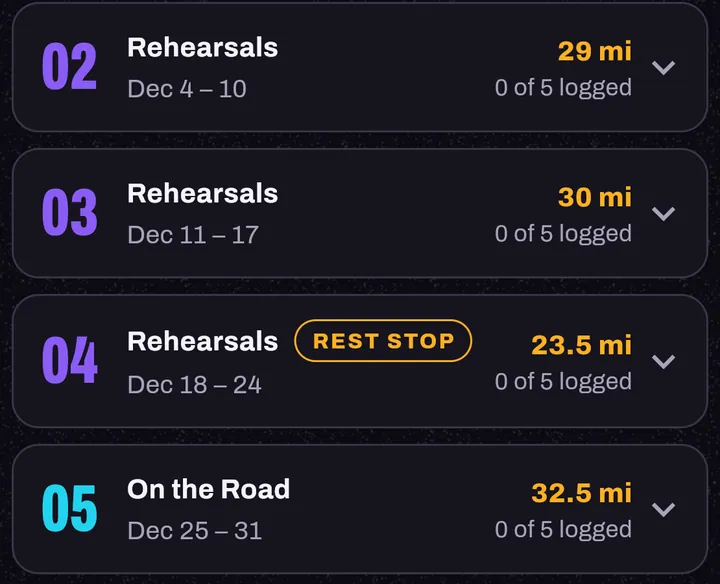 02
Rehearsals
Dec 4 – 10
29 mi
0 of 5 logged
03
Rehearsals
Dec 11 – 17
30 mi
0 of 5 logged
04
Rehearsals
REST STOP
Dec 18 – 24
23.5 mi
0 of 5 logged
05
On the Road
Dec 25 – 31
32.5 mi
0 of 5 logged